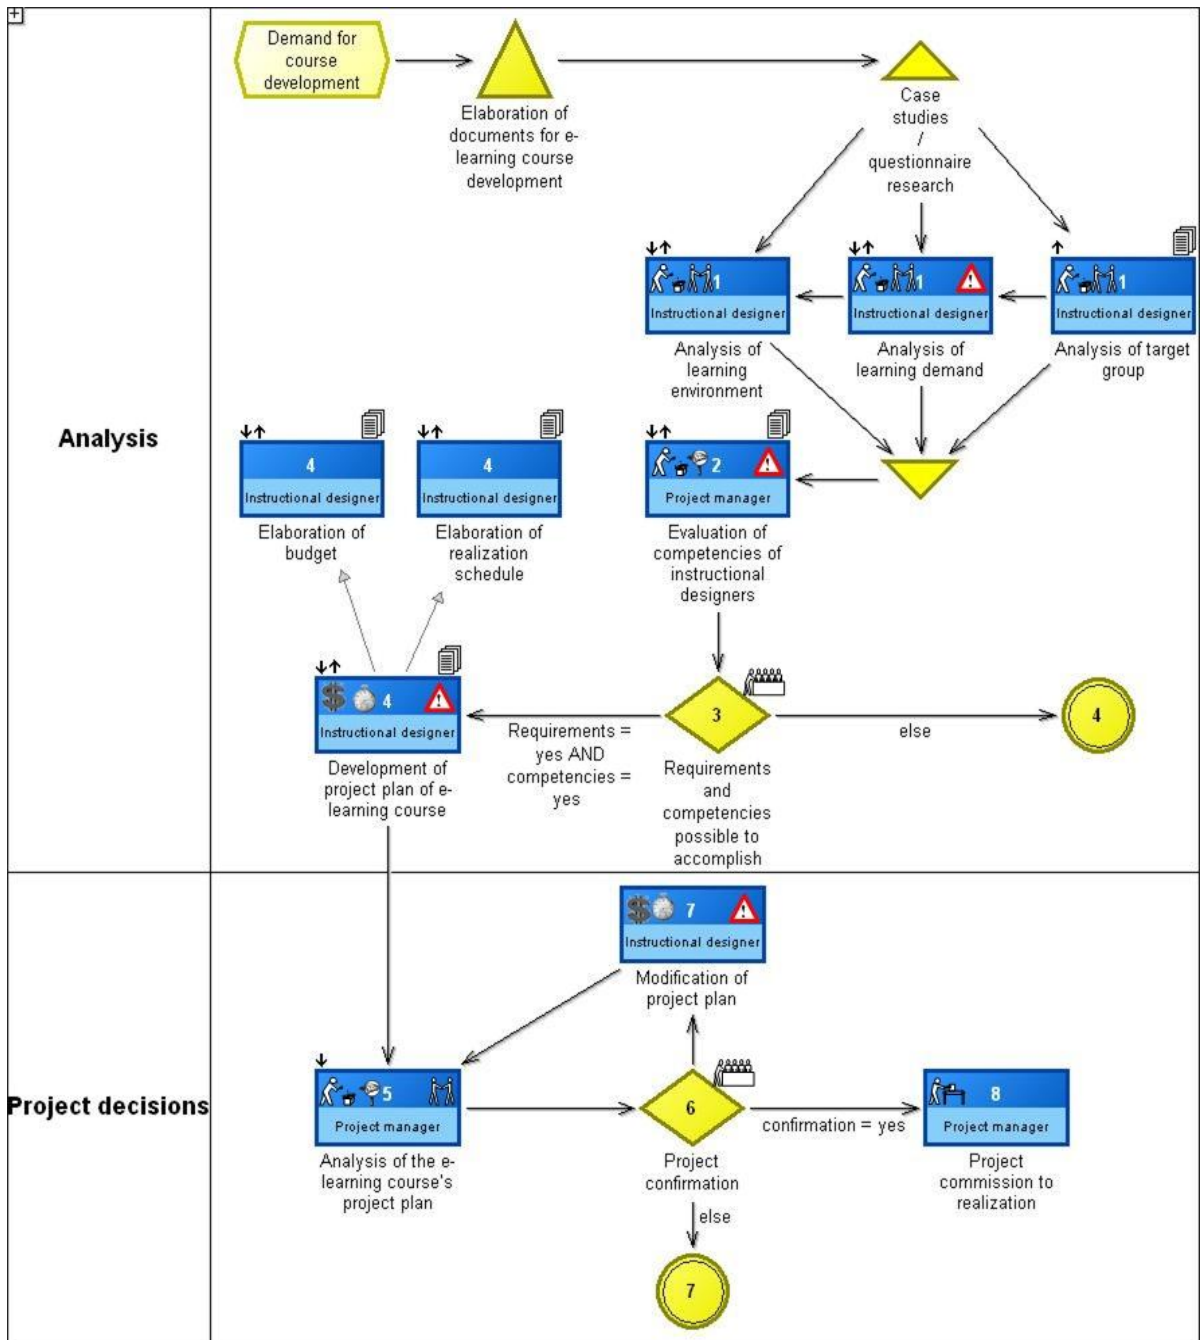 Demand for
course
development
Elaboration of
documents for e-
learning course
development
Case
studies
/
questionnaire
research
1
Instructional designer
Analysis of
learning
environment
1
Instructional designer
Analysis of
learning demand
1
Instructional designer
Analysis of target
group
Analysis
4
Instructional designer
Elaboration of
budget
4
Instructional designer
Elaboration of
realization
schedule
2
Project manager
Evaluation of
competencies of
instructional
designers
4
Instructional designer
Development of
project plan of e-
learning course
Requirements =
yes AND
competencies =
yes
3
Requirements
and
competencies
possible to
accomplish
else
4
Project decisions
7
Instructional designer
Modification of
project plan
5
Project manager
Analysis of the e-
learning course's
project plan
6
Project
confirmation
confirmation = yes
8
Project manager
Project
commission to
realization
else
7